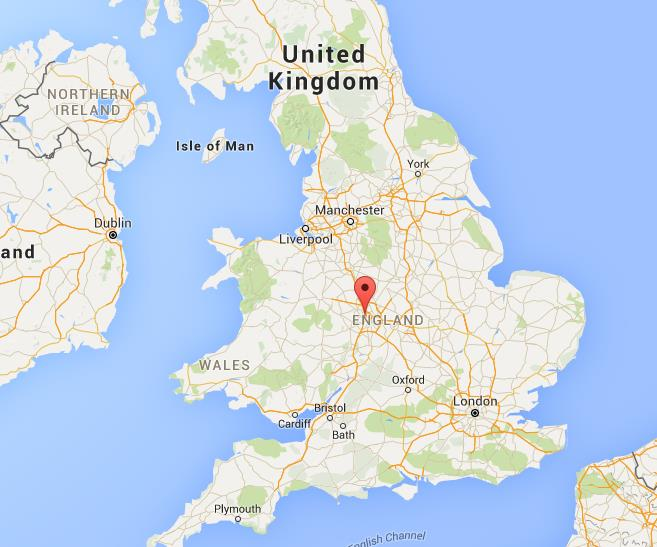 United
Kingdom
NORTHERN
IRELAND
Isle of Man
York
Manchester
Dublin
Liverpool
and
ENGLAND
WALES
Oxford
London
Bristol
Cardiff
Bath
Plymouth
English Channel